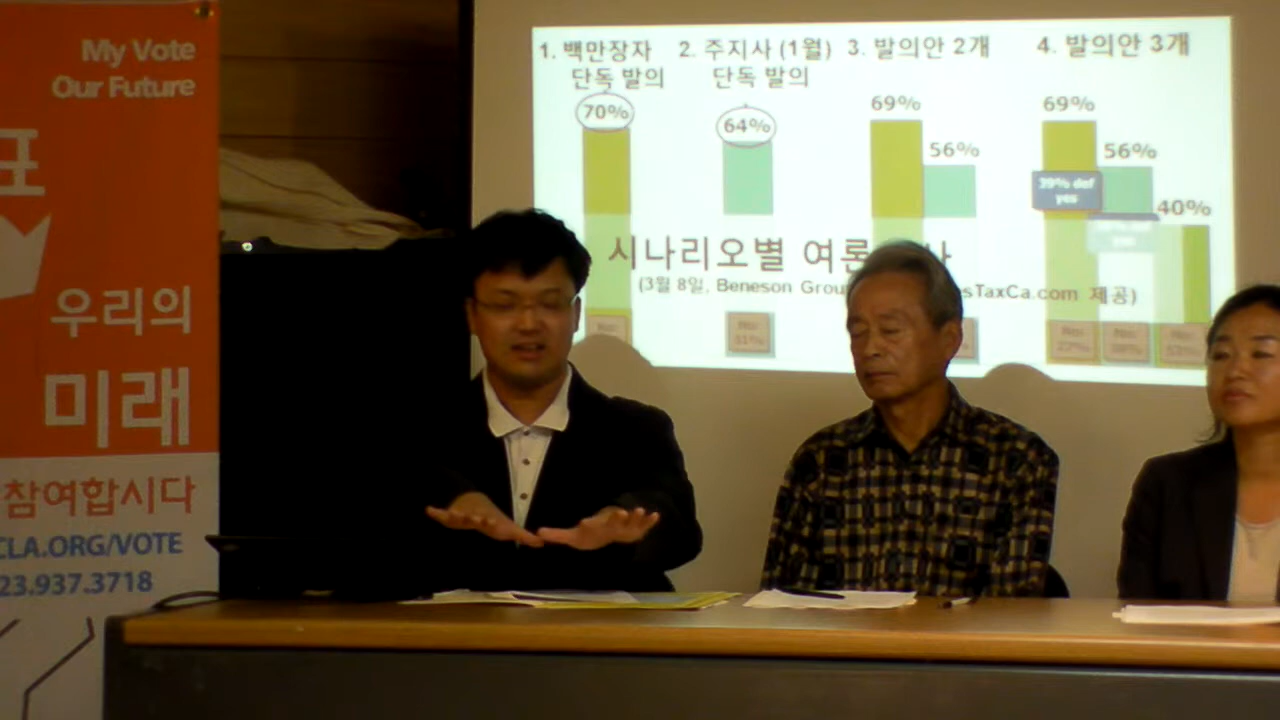 My Vote
Our Future
표
우리의
미래
참여합시다
CLA.ORG/VOTE
23.937.3718
1. 백만장자
단독 발의
2. 주지사 (1월)
단독 발의
3. 발의안 2개
4. 발의안 3개
70%
64%
69%
56%
69%
56%
40%
39% def
yes
시나리오별 여론
(3월 8일, Beneson Grou
sTaxCa.com 제공)
No:
31%